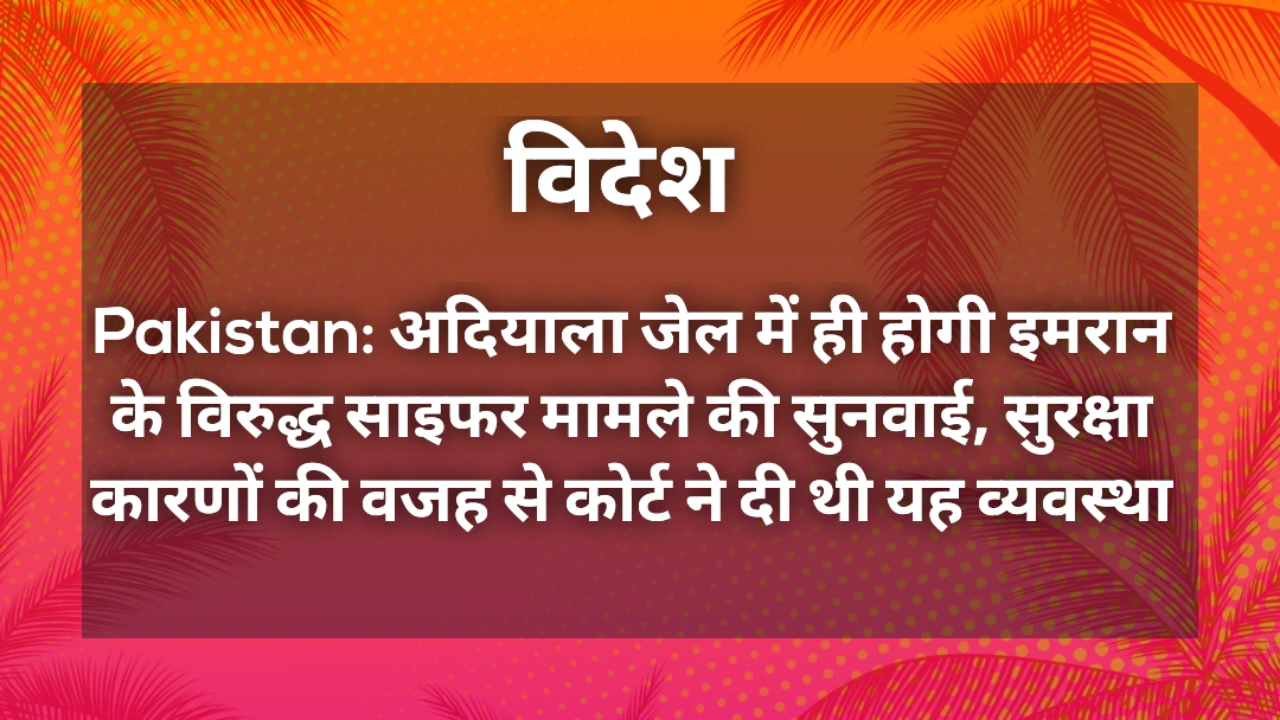 विदेश
Pakistan: अदियाला जेल में ही होगी इमरान
के विरुद्ध साइफर मामले की सुनवाई, सुरक्षा
कारणों की वजह से कोर्ट ने दी थी यह व्यवस्था